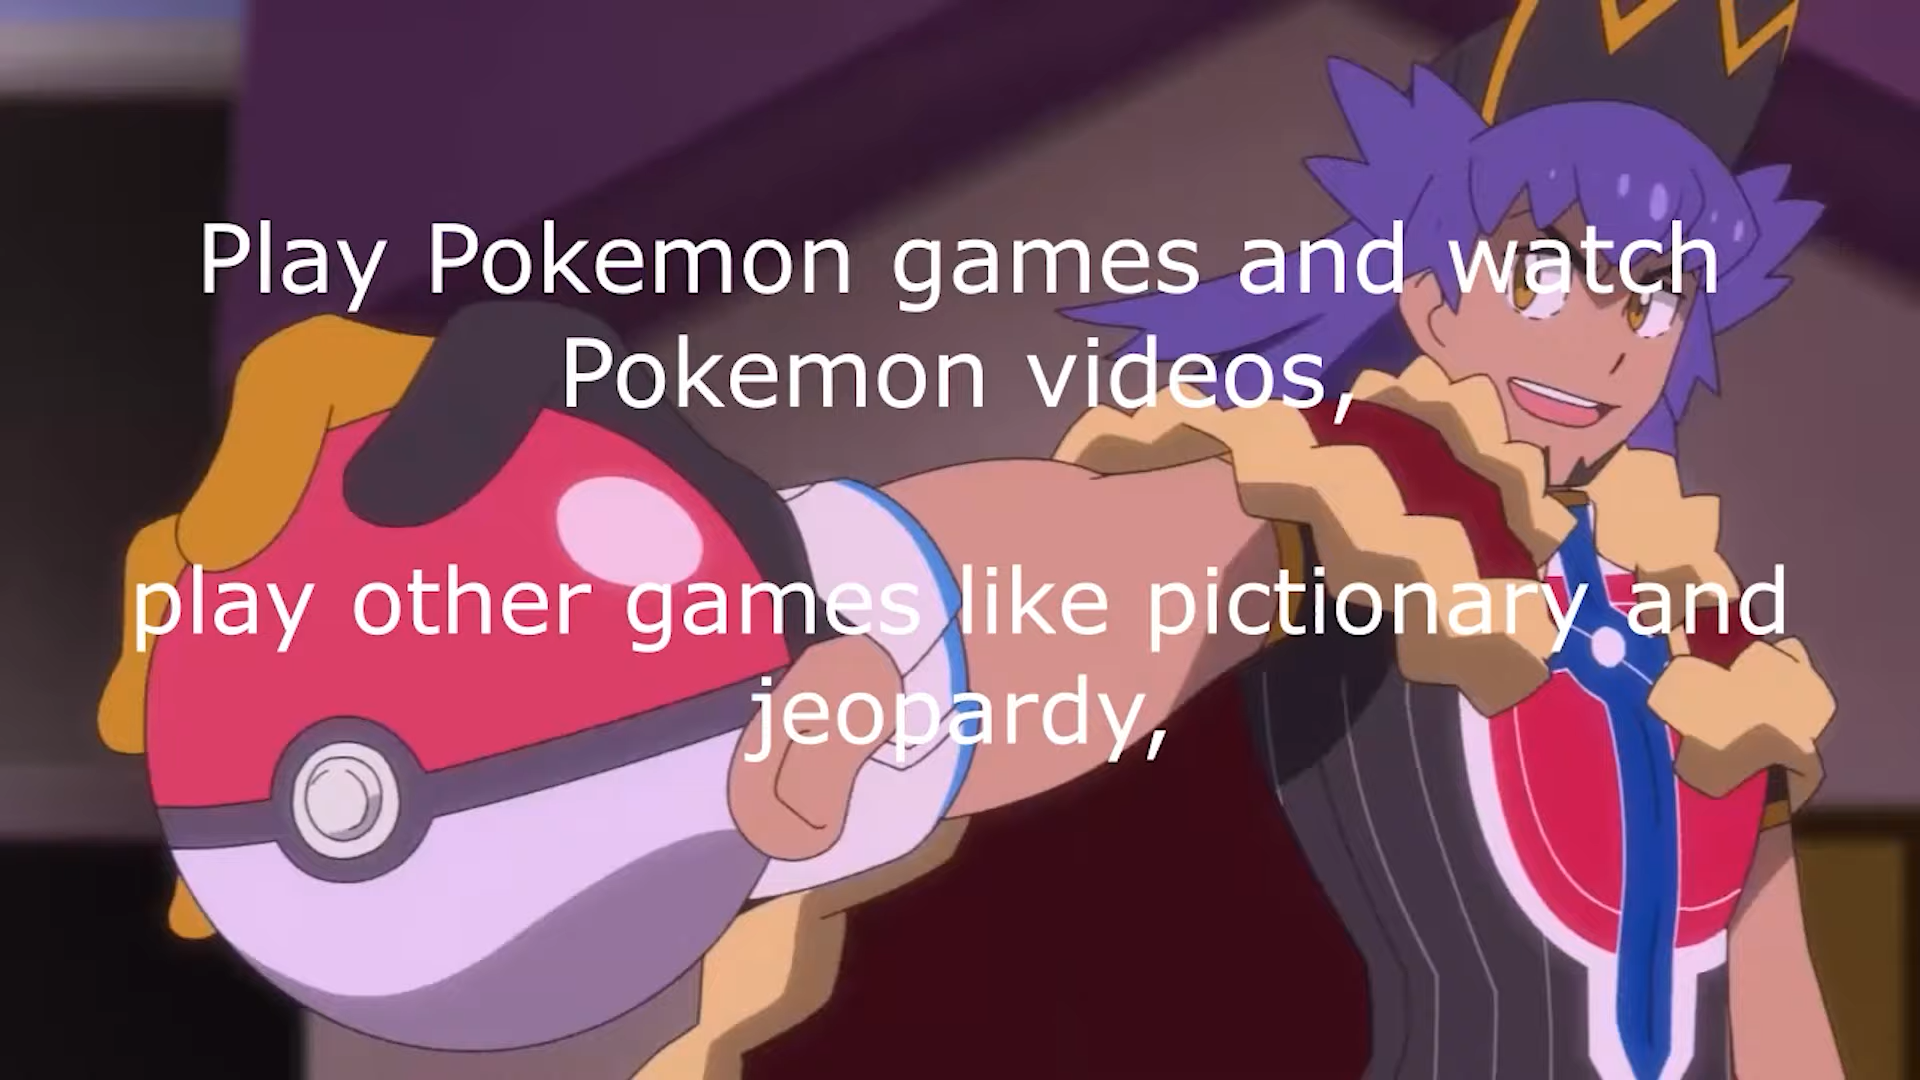 Play Pokemon games and watch
Pokemon videos,
play other games like pictionary and
jeopardy,